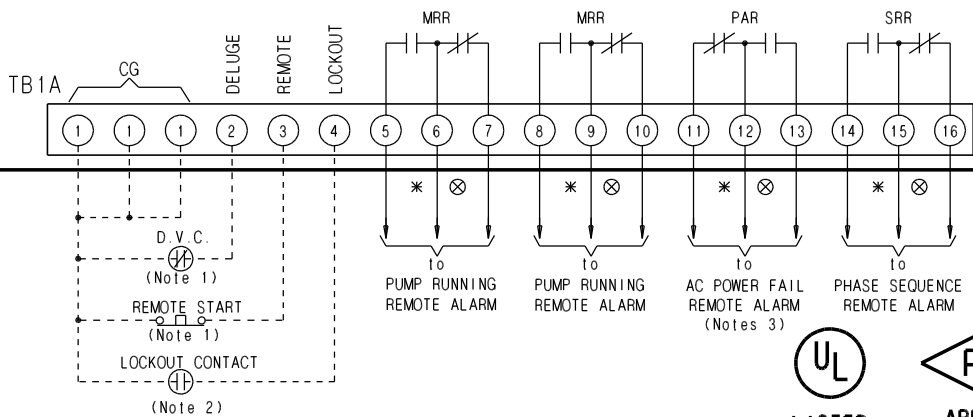 MRR MRR PAR SRR
TB1A CG DELUGE REMOTE LOCKOUT
1 1 1 2 3 4 5 6 7 8 9 10 11 12 13 14 15 16
* ⊗ * ⊗ * ⊗ * ⊗
D.V.C.
(Note 1)
REMOTE START
(Note 1)
LOCKOUT CONTACT
(Note 2)
to
PUMP RUNNING
REMOTE ALARM
to
PUMP RUNNING
REMOTE ALARM
to
AC POWER FAIL
REMOTE ALARM
(Notes 3)
to
PHASE SEQUENCE
REMOTE ALARM
UL